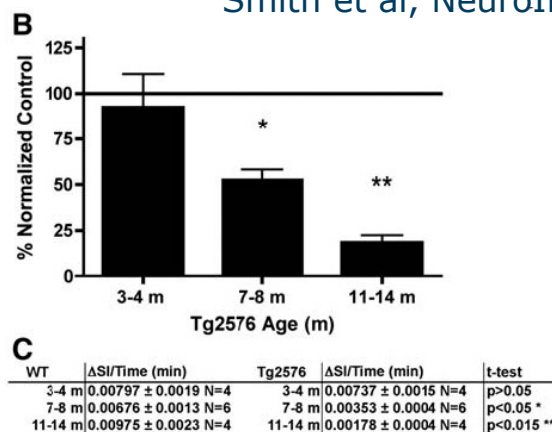 Smith et al,
B
% Normalized Control
125
100
75
50
25
0
*
**
3-4 m 7-8 m 11-14 m
Tg2576 Age (m)
C
WT ΔSI/Time (min) Tg2576 ΔSI/Time (min) t-test
3-4 m 0.00797 ± 0.0019 N=4 3-4 m 0.00737 ± 0.0015 N=4 p>0.05
7-8 m 0.00676 ± 0.0013 N=6 7-8 m 0.00353 ± 0.0004 N=6 p<0.05 *
11-14 m 0.00975 ± 0.0023 N=4 11-14 m 0.00178 ± 0.0004 N=4 p<0.015 **